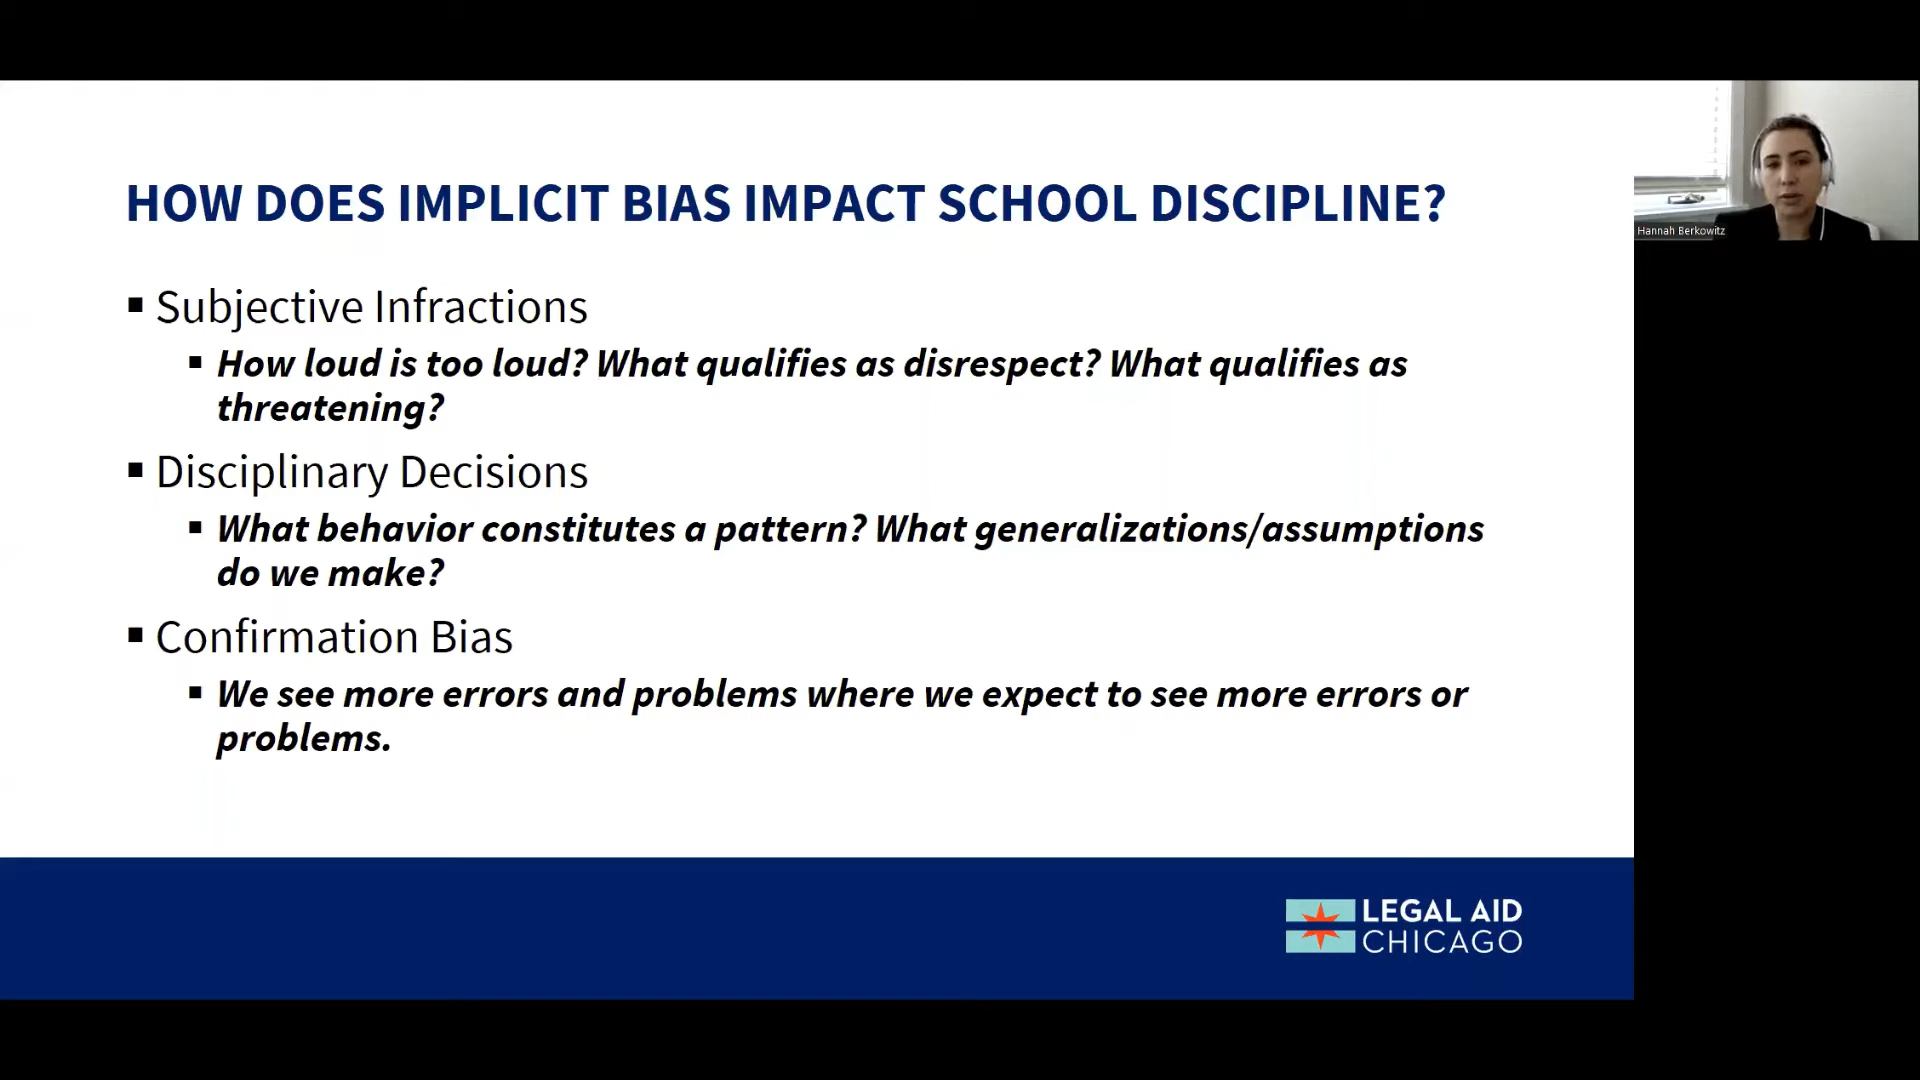 HOW DOES IMPLICIT BIAS IMPACT SCHOOL DISCIPLINE?
▪ Subjective Infractions
▪ How loud is too loud? What qualifies as disrespect? What qualifies as
threatening?
▪ Disciplinary Decisions
▪ What behavior constitutes a pattern? What generalizations/assumptions
do we make?
▪ Confirmation Bias
▪ We see more errors and problems where we expect to see more errors or
problems.
LEGAL AID
CHICAGO
Hannah Berkowitz